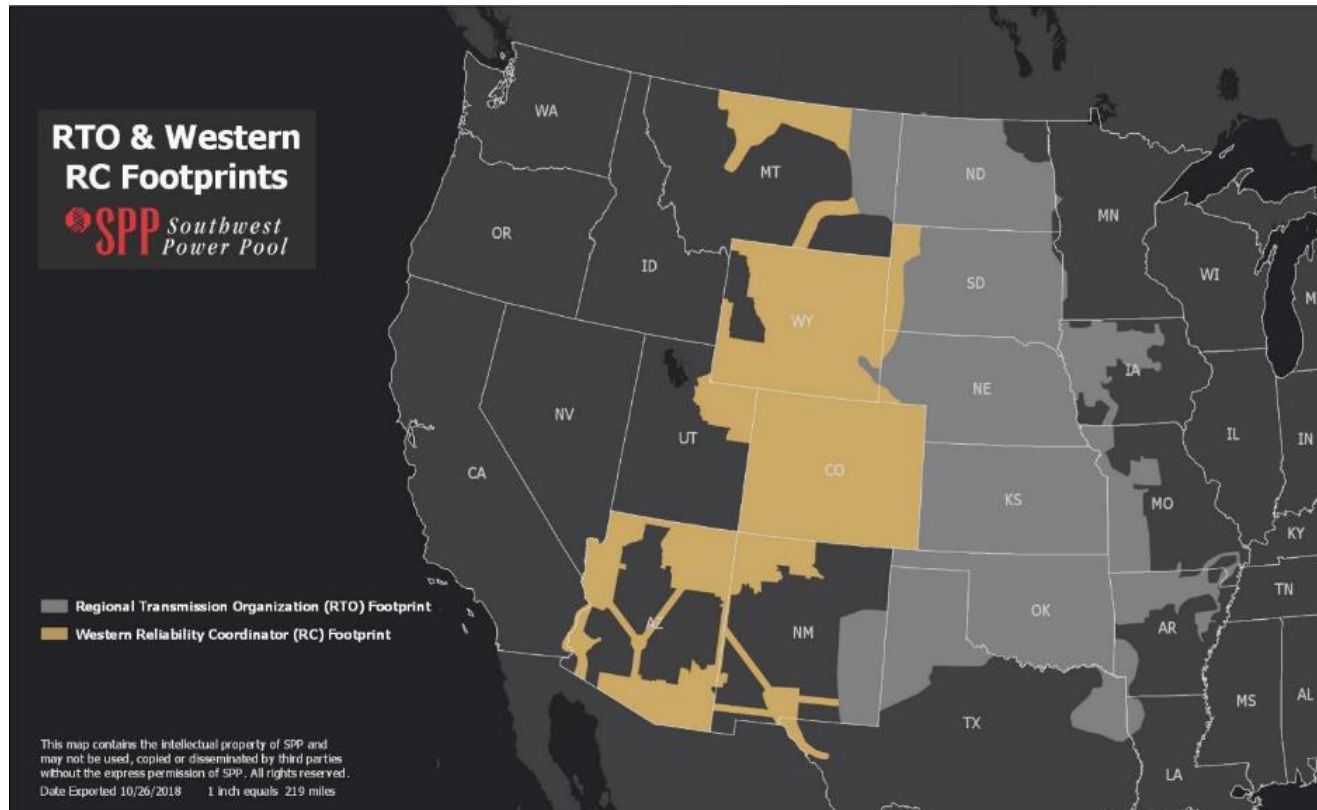 RTO & Western
RC Footprints
SPP Southwest
Power Pool
WA
OR
CA
ID
NV
MT
WY
UT
CO
AZ
NM
ND
SD
NE
KS
OK
TX
MN
IA
MO
AR
LA
WI
IL
M
IN
KY
TN
MS
AL
Regional Transmission Organization (RTO) Footprint
Western Reliability Coordinator (RC) Footprint
This map contains the intellectual property of SPP and
may not be used, copied or disseminated by third parties
without the express permission of SPP. All rights reserved.
Date Exported 10/26/2018 1 inch equals 219 miles